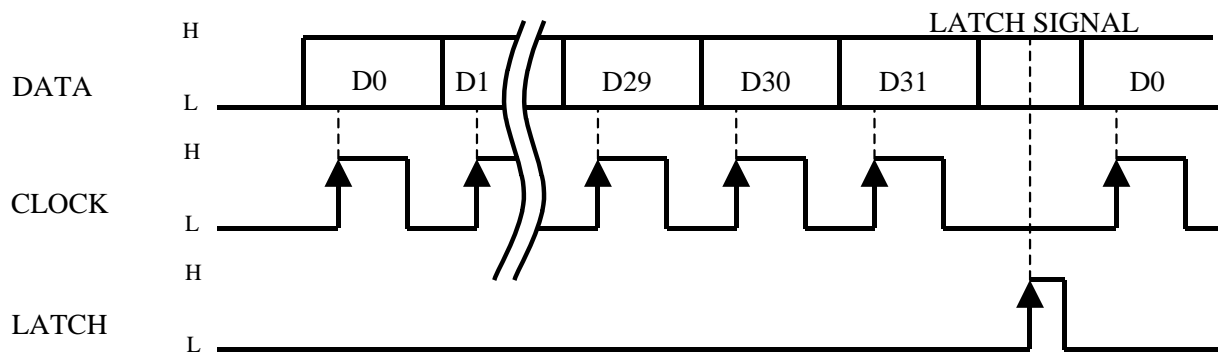 LATCH SIGNAL
H
DATA D0 D1 D29 D30 D31 D0
L
H
CLOCK
L
H
LATCH
L